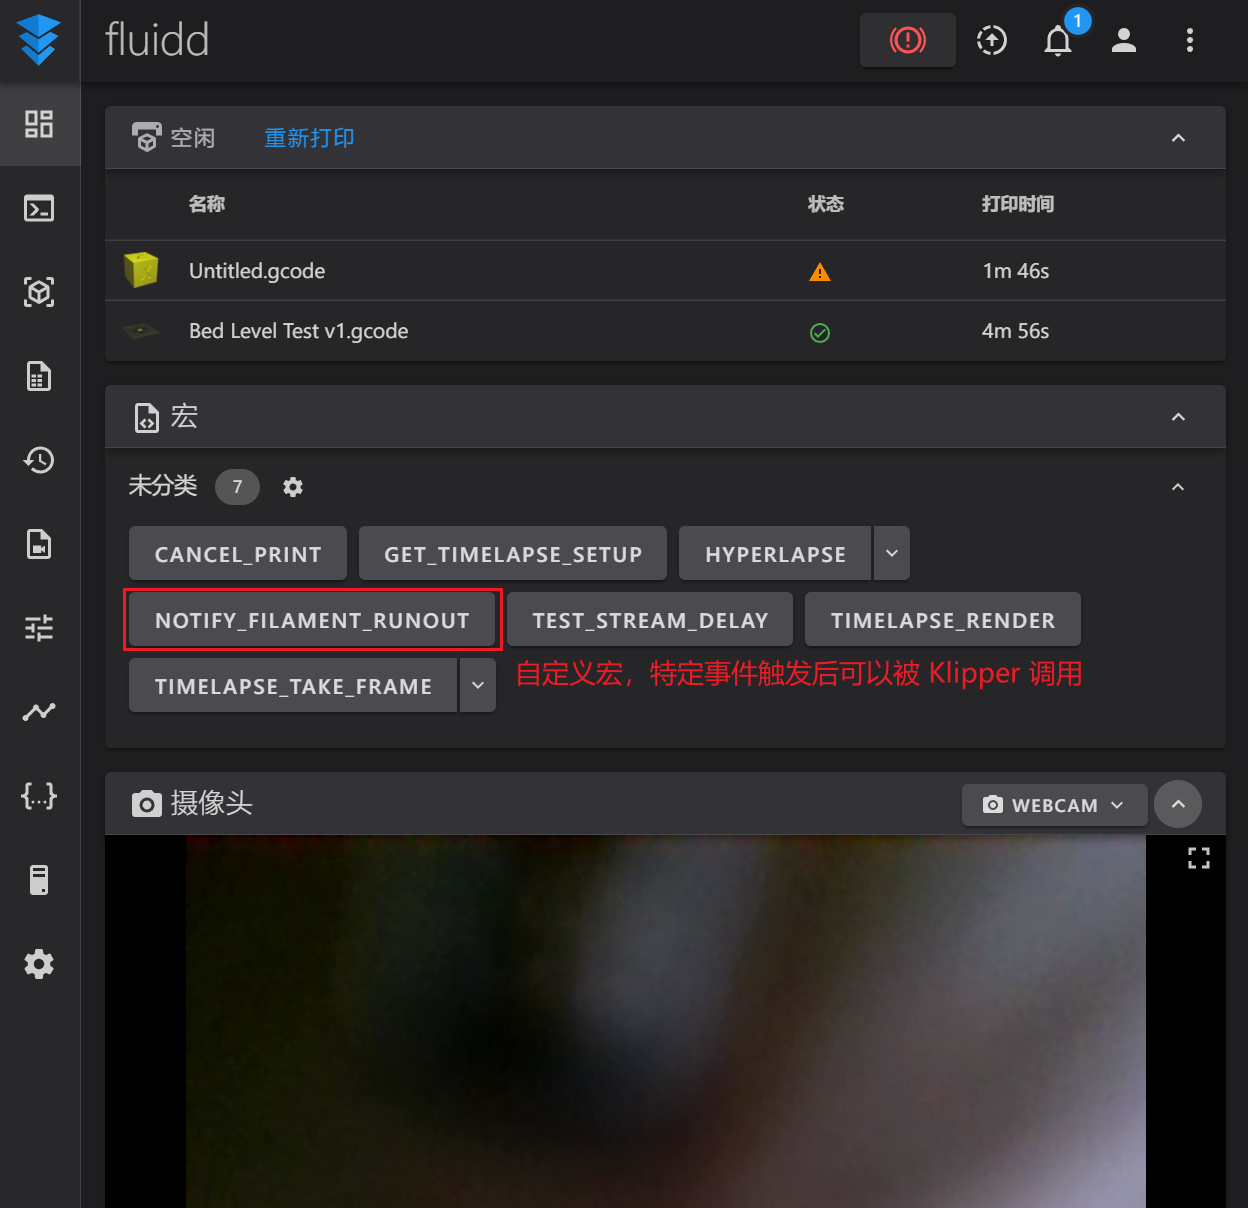 fluidd
1
空闲 重新打印
名称 状态 打印时间
Untitled.gcode 1m 46s
Bed Level Test v1.gcode 4m 56s
宏
未分类 7
CANCEL_PRINT GET_TIMELAPSE_SETUP HYPERLAPSE
NOTIFY_FILAMENT_RUNOUT TEST_STREAM_DELAY TIMELAPSE_RENDER
TIMELAPSE_TAKE_FRAME 自定义宏，特定事件触发后可以被 Klipper 调用
摄像头 WEBCAM